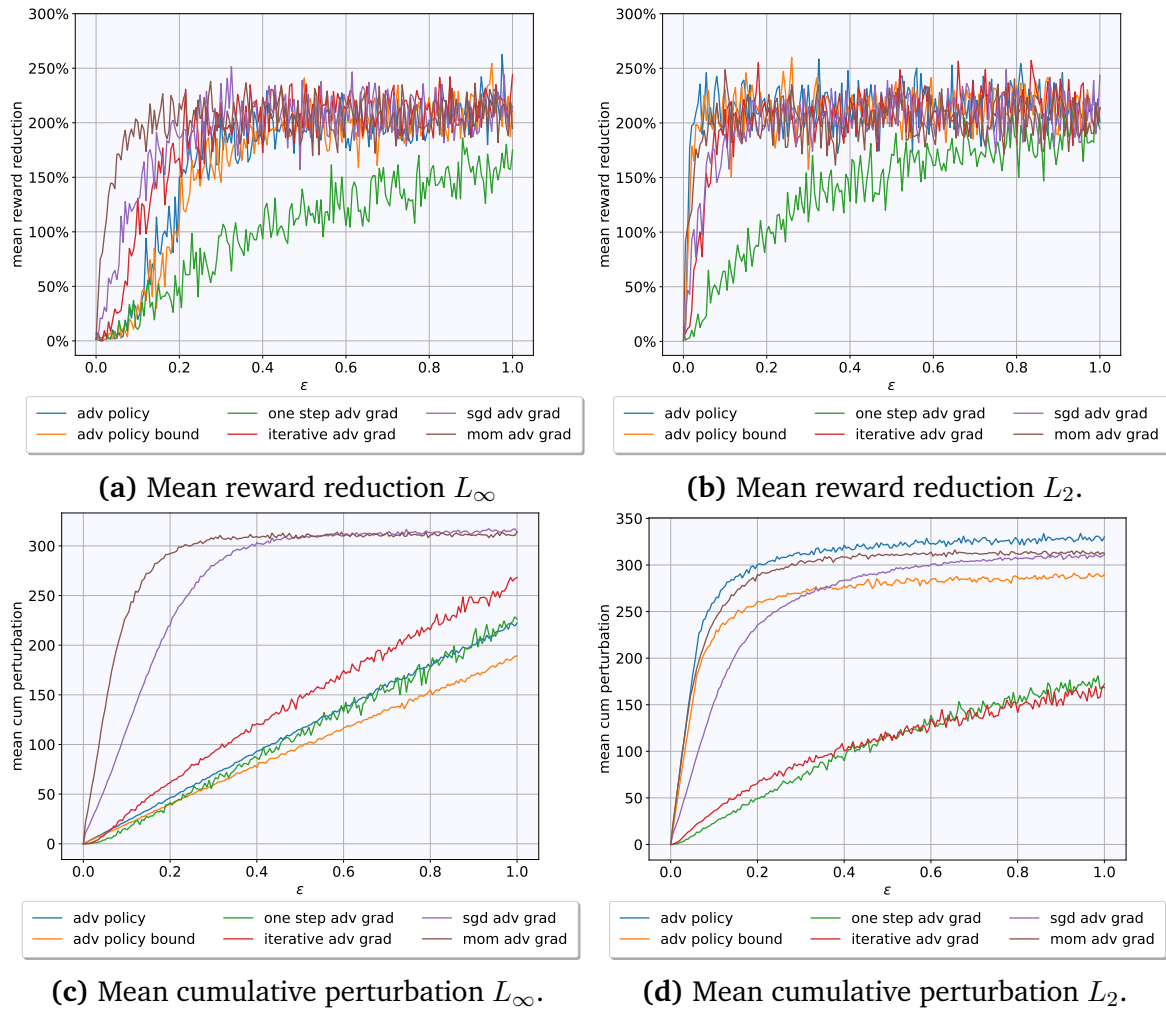 300%
250%
200%
150%
100%
50%
0%
mean reward reduction
0.0 0.2 0.4 0.6 0.8 1.0
ε
adv policy one step adv grad sgd adv grad
adv policy bound iterative adv grad mom adv grad
(a) Mean reward reduction L∞
300%
250%
200%
150%
100%
50%
0%
mean reward reduction
0.0 0.2 0.4 0.6 0.8 1.0
ε
adv policy one step adv grad sgd adv grad
adv policy bound iterative adv grad mom adv grad
(b) Mean reward reduction L2.
300
250
200
150
100
50
0
mean cum perturbation
0.0 0.2 0.4 0.6 0.8 1.0
ε
adv policy one step adv grad sgd adv grad
adv policy bound iterative adv grad mom adv grad
(c) Mean cumulative perturbation L∞.
350
300
250
200
150
100
50
0
mean cum perturbation
0.0 0.2 0.4 0.6 0.8 1.0
ε
adv policy one step adv grad sgd adv grad
adv policy bound iterative adv grad mom adv grad
(d) Mean cumulative perturbation L2.